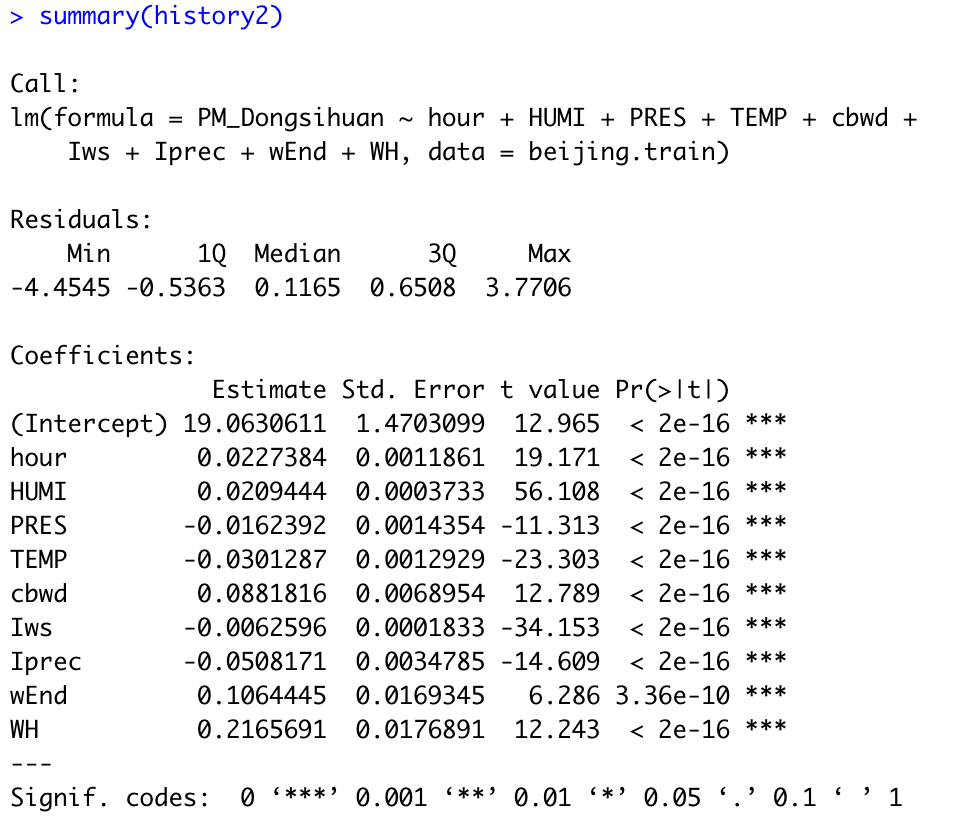 > summary(history2)
Call:
lm(formula = PM_Dongsihuan ~ hour + HUMI + PRES + TEMP + cbwd +
    Iws + Iprec + wEnd + WH, data = beijing.train)
Residuals:
    Min      1Q  Median      3Q     Max
-4.4545 -0.5363  0.1165  0.6508  3.7706
Coefficients:
              Estimate Std. Error t value Pr(>|t|)
(Intercept) 19.0630611  1.4703099  12.965  < 2e-16 ***
hour         0.0227384  0.0011861  19.171  < 2e-16 ***
HUMI         0.0209444  0.0003733  56.108  < 2e-16 ***
PRES        -0.0162392  0.0014354 -11.313  < 2e-16 ***
TEMP        -0.0301287  0.0012929 -23.303  < 2e-16 ***
cbwd         0.0881816  0.0068954  12.789  < 2e-16 ***
Iws         -0.0062596  0.0001833 -34.153  < 2e-16 ***
Iprec       -0.0508171  0.0034785 -14.609  < 2e-16 ***
wEnd         0.1064445  0.0169345   6.286 3.36e-10 ***
WH           0.2165691  0.0176891  12.243  < 2e-16 ***
---
Signif. codes:  0 ‘***’ 0.001 ‘**’ 0.01 ‘*’ 0.05 ‘.’ 0.1 ‘ ’ 1